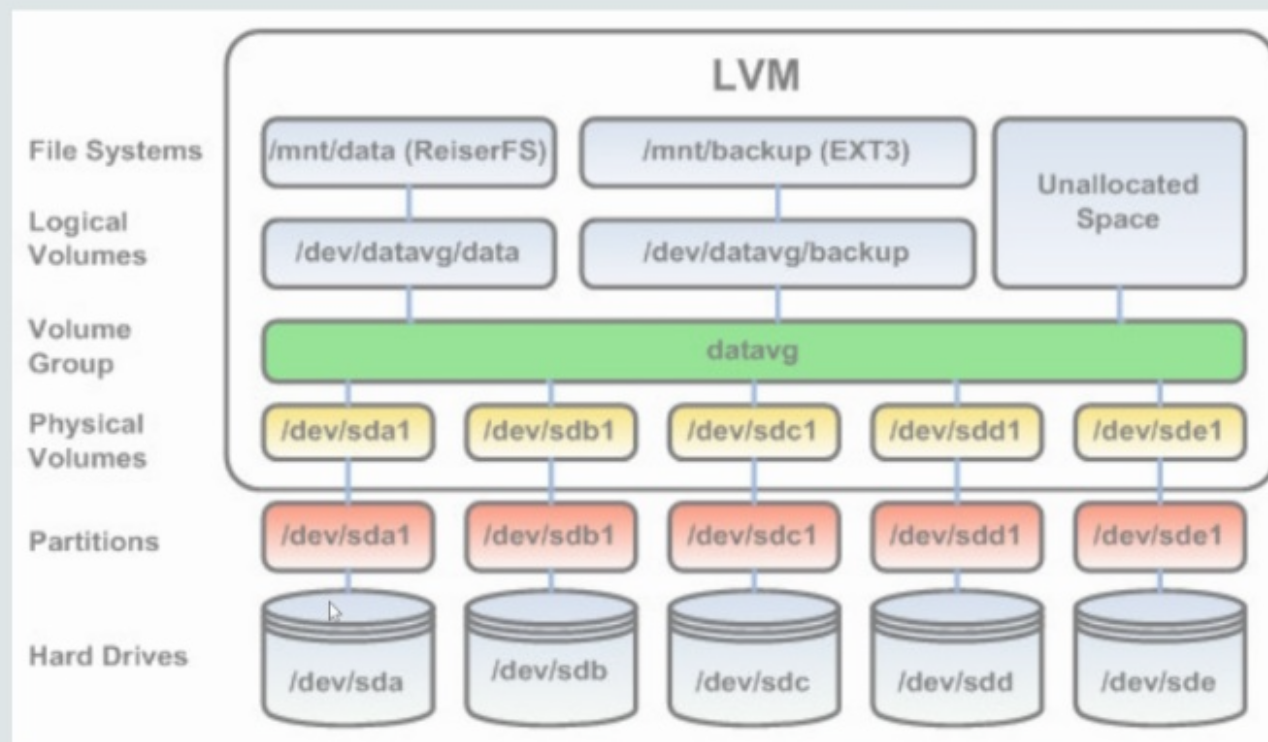 LVM
File Systems
/mnt/data (ReiserFS)
/mnt/backup (EXT3)
Unallocated
Space
Logical
Volumes
/dev/datavg/data
/dev/datavg/backup
Volume
Group
datavg
Physical
Volumes
/dev/sda1
/dev/sdb1
/dev/sdc1
/dev/sdd1
/dev/sde1
Partitions
/dev/sda1
/dev/sdb1
/dev/sdc1
/dev/sdd1
/dev/sde1
Hard Drives
/dev/sda
/dev/sdb
/dev/sdc
/dev/sdd
/dev/sde